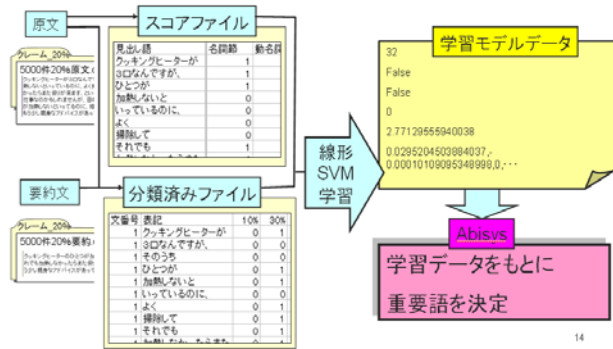 原文
クレーム_20%
5000件20%原文.
要約文
クレーム_20%
5000件20%要約.
スコアファイル
見出し語 名詞節 動名詞
クッキングヒーターが 1
3口なんですが、 1
ひとつが 1
加熱しないと 1
いっているのに、 1
よく 1
掃除して 1
それでも 1
分類済みファイル
文番号 表記 10% 30%
1 クッキングヒーターが 0 1
1 3口なんですが、 0 0
1 そのうち 0 0
1 ひとつが 0 1
1 加熱しないと 0 1
1 いっているのに、 0 0
1 よく 0 1
1 掃除して 0 1
1 それでも 0 1
線形
SVM
学習
学習モデルデータ
32
False
False
0
2.77129555940038
0.0295204503884037,-
0.00010109095348998,0,・・・
Abisys
学習データをもとに
重要語を決定
14